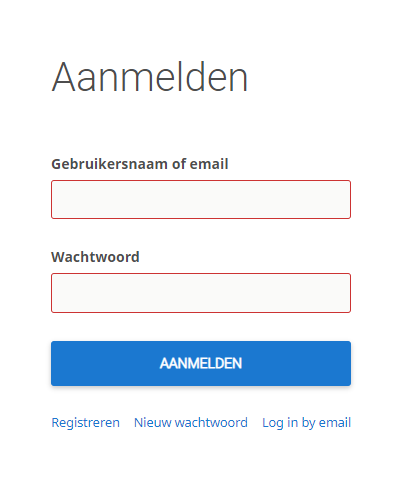 Aanmelden
Gebruikersnaam of email
Wachtwoord
AANMELDEN
Registreren Nieuw wachtwoord Log in by email